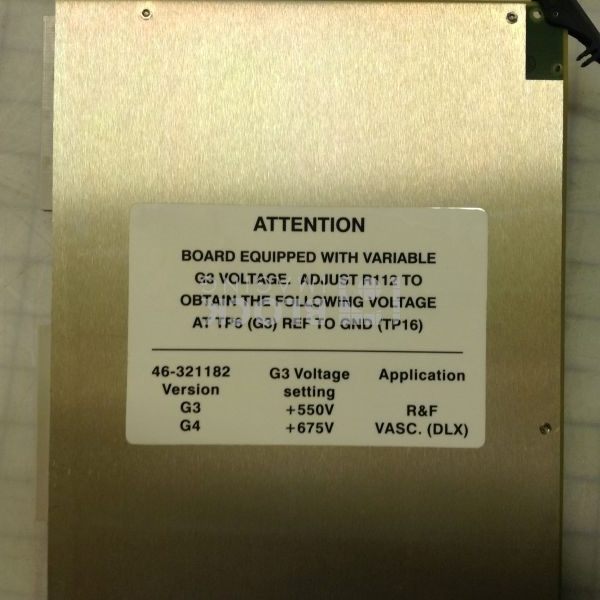 ATTENTION
BOARD EQUIPPED WITH VARIABLE
G3 VOLTAGE. ADJUST R112 TO
OBTAIN THE FOLLOWING VOLTAGE
AT TP6 (G3) REF TO GND (TP16)
46-321182 G3 Voltage Application
Version setting
G3 +550V R&F
G4 +675V VASC. (DLX)